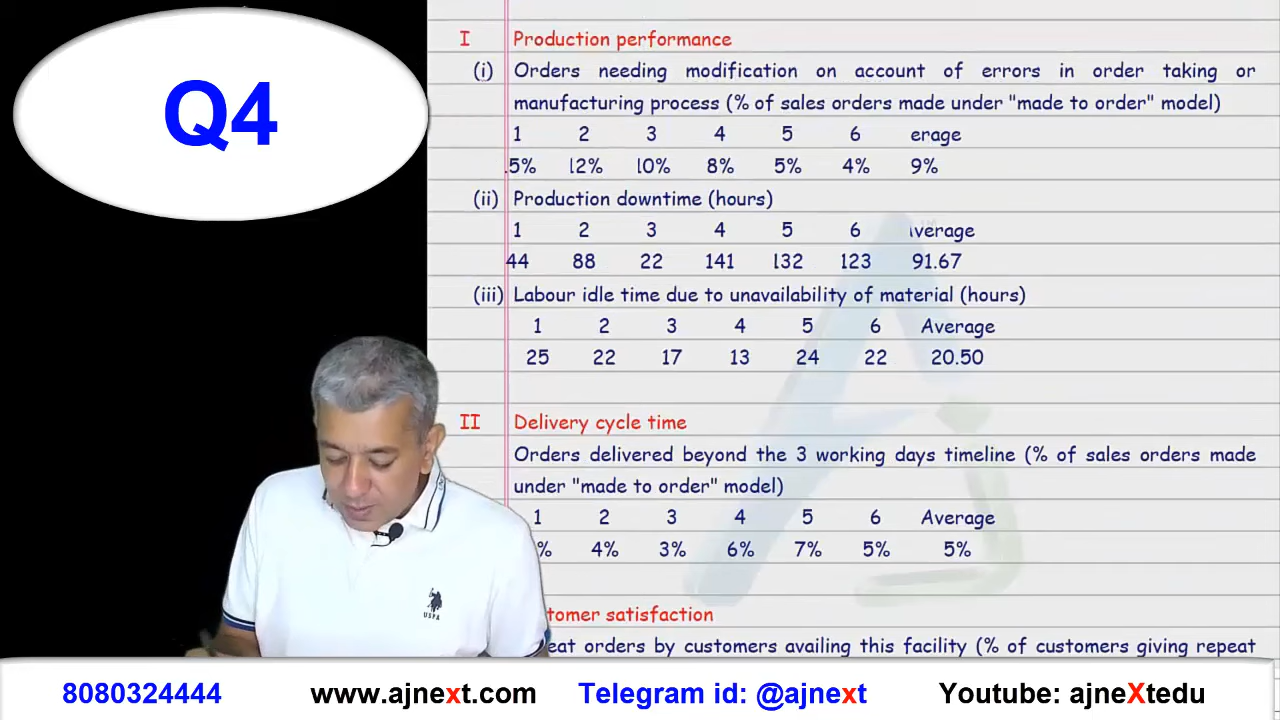 Q4
I Production performance
(i) Orders needing modification on account of errors in order taking or
manufacturing process (% of sales orders made under "made to order" model)
1 2 3 4 5 6 erage
5% 12% 10% 8% 5% 4% 9%
(ii) Production downtime (hours)
1 2 3 4 5 6 verage
44 88 22 141 132 123 91.67
(iii) Labour idle time due to unavailability of material (hours)
1 2 3 4 5 6 Average
25 22 17 13 24 22 20.50
II Delivery cycle time
Orders delivered beyond the 3 working days timeline (% of sales orders made
under "made to order" model)
1 2 3 4 5 6 Average
% 4% 3% 6% 7% 5% 5%
tomer satisfaction
eat orders by customers availing this facility (% of customers giving repeat
USPA
8080324444 www.ajnext.com Telegram id: @ajnext Youtube: ajneXtedu